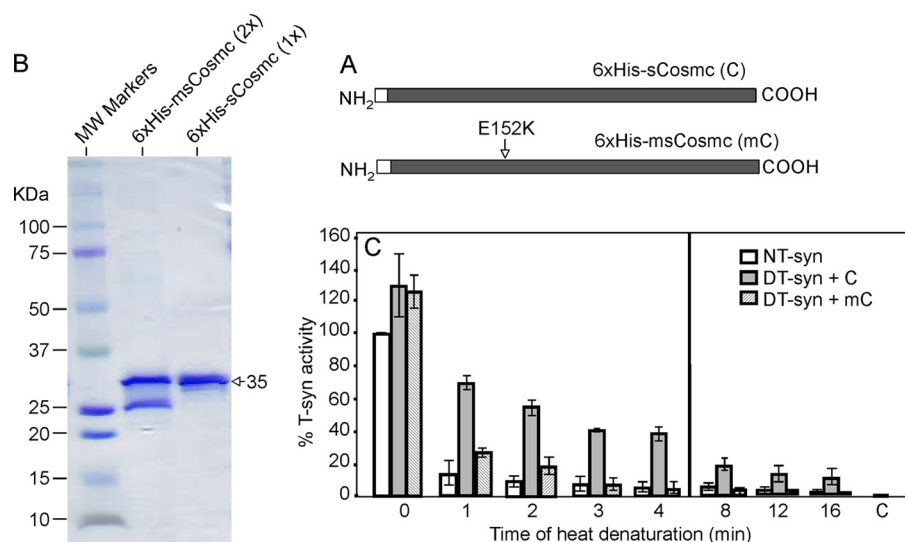 B
MW Markers
6xHis-msCosmc (2x)
6xHis-sCosmc (1x)
KDa
100
75
50
37
25
20
15
10
35
A
6xHis-sCosmc (C)
NH2 COOH
E152K
6xHis-msCosmc (mC)
NH2 COOH
C
NT-syn
DT-syn + C
DT-syn + mC
% T-syn activity
160
140
120
100
80
60
40
20
0
0 1 2 3 4 8 12 16 C
Time of heat denaturation (min)